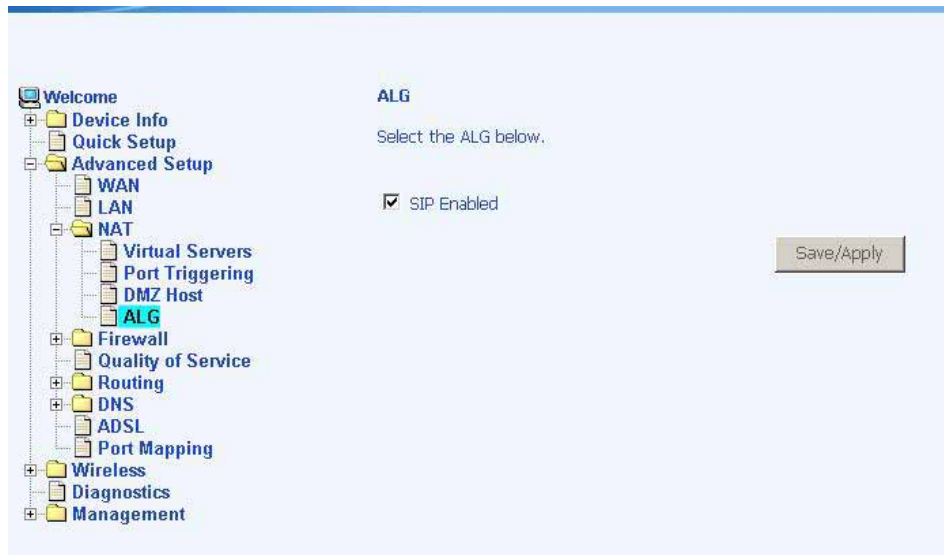 Welcome
Device Info
Quick Setup
Advanced Setup
WAN
LAN
NAT
Virtual Servers
Port Triggering
DMZ Host
ALG
Firewall
Quality of Service
Routing
DNS
ADSL
Port Mapping
Wireless
Diagnostics
Management
ALG
Select the ALG below.
SIP Enabled
Save/Apply